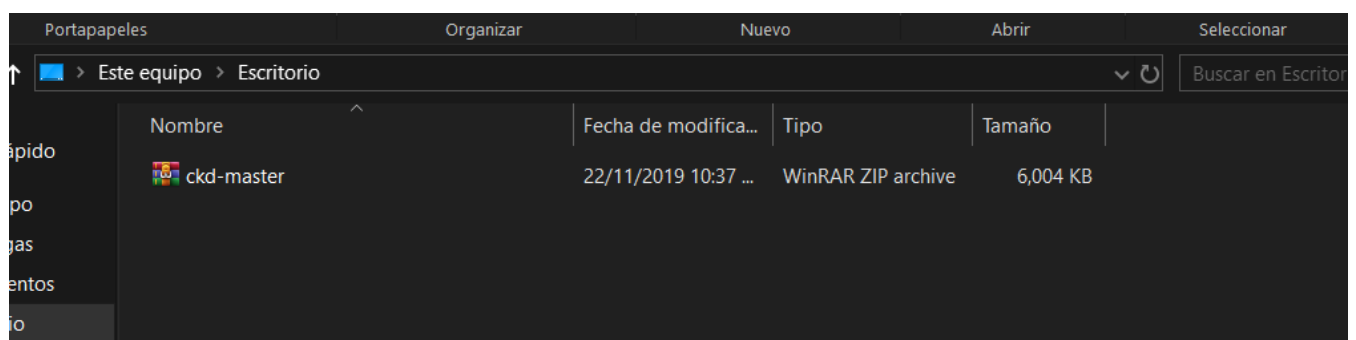 Portapapeles Organizar Nuevo Abrir Seleccionar
Este equipo > Escritorio Buscar en Escritor
Nombre Fecha de modifica... Tipo Tamaño
ápido
ckd-master 22/11/2019 10:37 ... WinRAR ZIP archive 6,004 KB
po
gas
entos
io